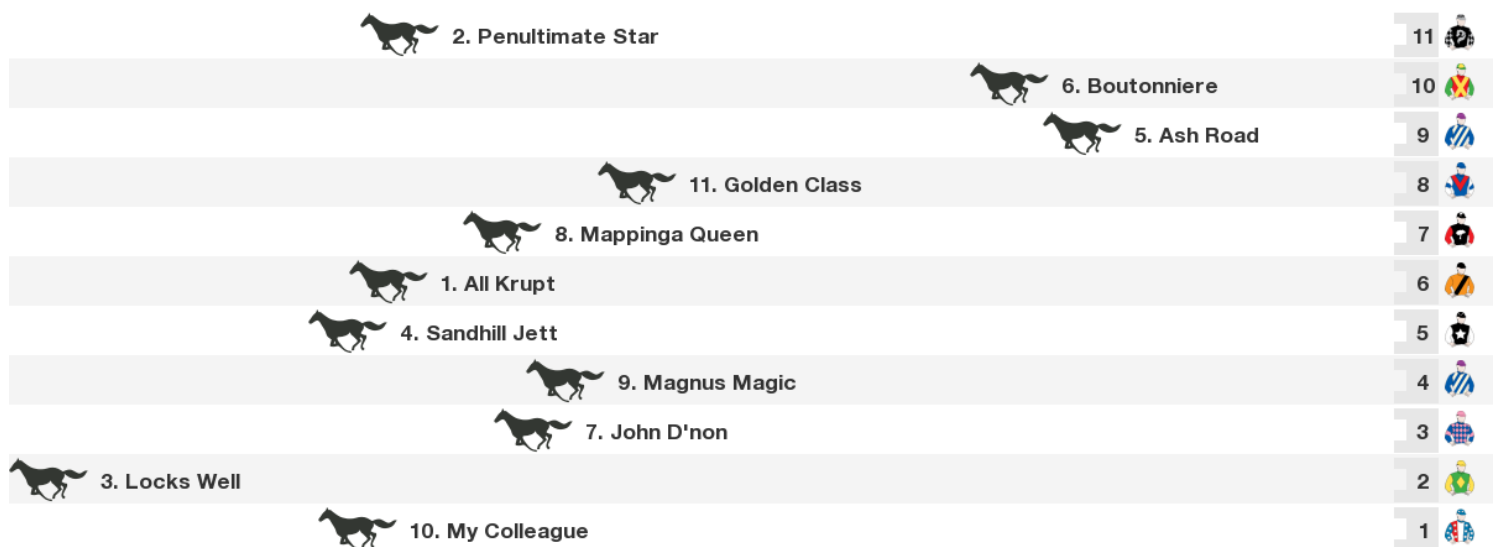 2. Penultimate Star 11
6. Boutonniere 10
5. Ash Road 9
11. Golden Class 8
8. Mappinga Queen 7
1. All Krupt 6
4. Sandhill Jett 5
9. Magnus Magic 4
7. John D'non 3
3. Locks Well 2
10. My Colleague 1